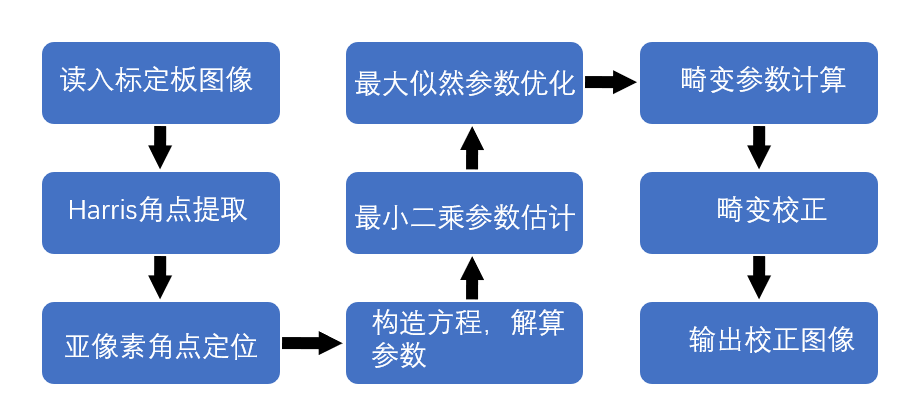 读入标定板图像
Harris角点提取
亚像素角点定位
构造方程，解算
参数
最小二乘参数估计
最大似然参数优化
畸变参数计算
畸变校正
输出校正图像